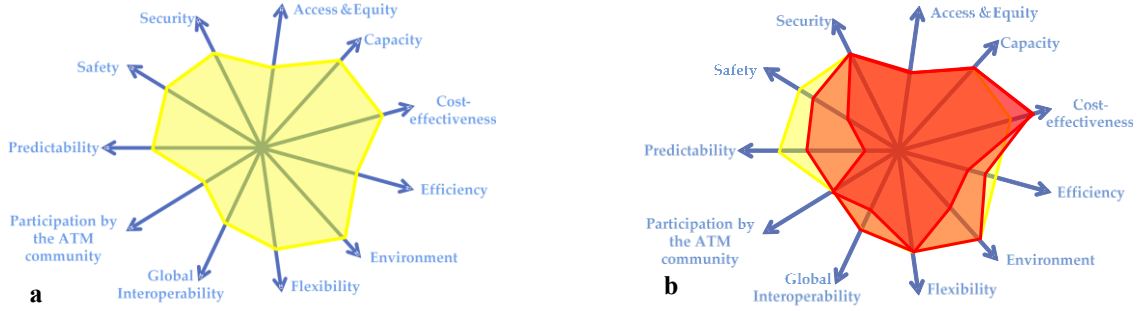 Access &Equity
Security
Capacity
Safety
Cost-
effectiveness
Predictability
Efficiency
Participation by
the ATM
community
Environment
Global
Interoperability
Flexibility
a
Access &Equity
Security
Capacity
Safety
Cost-
effectiveness
Predictability
Efficiency
Participation by
the ATM
community
Environment
Global
Interoperability
Flexibility
b